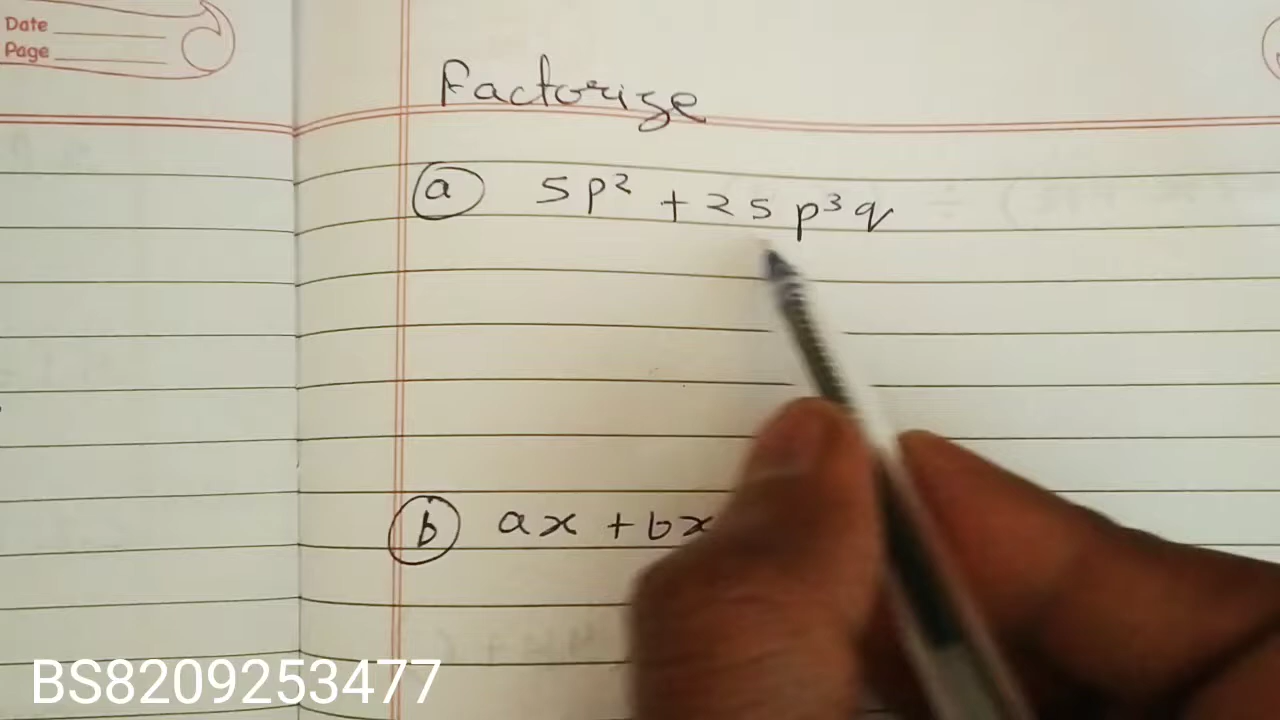 Date
Page
Factorize
a 5p² + 25p³q
b ax + bx
BS8209253477